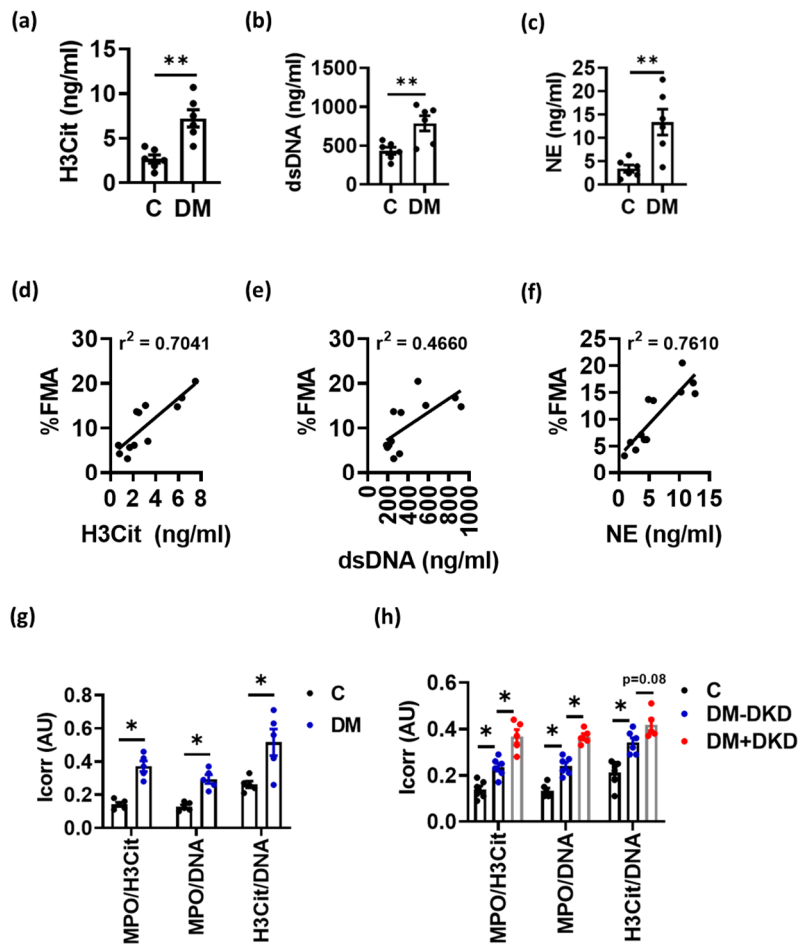 (a)
H3Cit (ng/ml)
15
10
5
0
**
C DM
(b)
dsDNA (ng/ml)
1500
1000
500
0
**
C DM
(c)
NE (ng/ml)
25
20
15
10
5
0
**
C DM
(d)
%FMA
30
20
10
0
r² = 0.7041
0 2 4 6 8
H3Cit (ng/ml)
(e)
%FMA
30
20
10
0
r² = 0.4660
0 200 400 600 800 1000
dsDNA (ng/ml)
(f)
%FMA
25
20
15
10
5
0
r² = 0.7610
0 5 10 15
NE (ng/ml)
(g)
Icorr (AU)
0.8
0.6
0.4
0.2
0.0
*
*
*
C
DM
MPO/H3Cit
MPO/DNA
H3Cit/DNA
(h)
Icorr (AU)
0.6
0.4
0.2
0.0
* *
* *
*
p=0.08
C
DM-DKD
DM+DKD
MPO/H3Cit
MPO/DNA
H3Cit/DNA